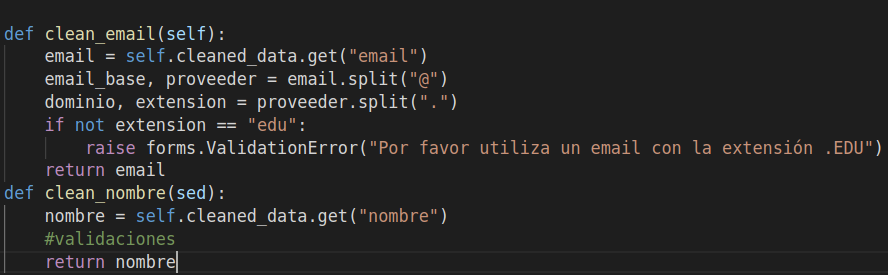 def clean_email(self):
    email = self.cleaned_data.get("email")
    email_base, proveeder = email.split("@")
    dominio, extension = proveeder.split(".")
    if not extension == "edu":
        raise forms.ValidationError("Por favor utiliza un email con la extensión .EDU")
    return email
def clean_nombre(sed):
    nombre = self.cleaned_data.get("nombre")
    #validaciones
    return nombre